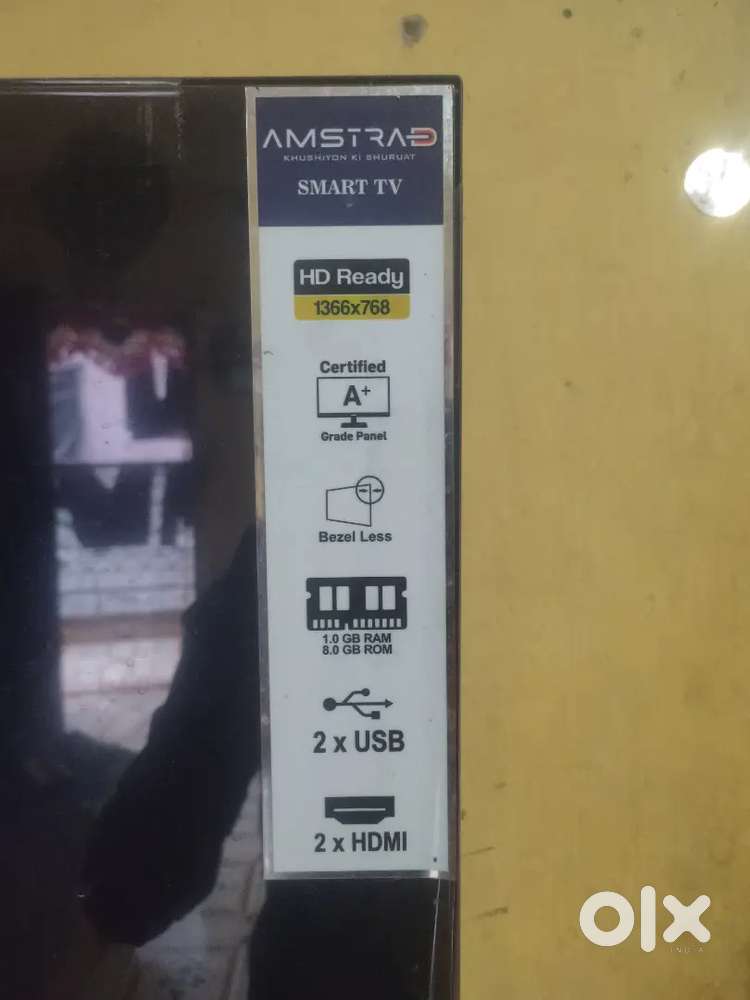 AMSTRAD
KHUSHIYON KI SHURUAT
SMART TV
HD Ready
1366x768
Certified
A+
Grade Panel
Bezel Less
1.0 GB RAM
8.0 GB ROM
2 x USB
2 x HDMI
olx
INDIA